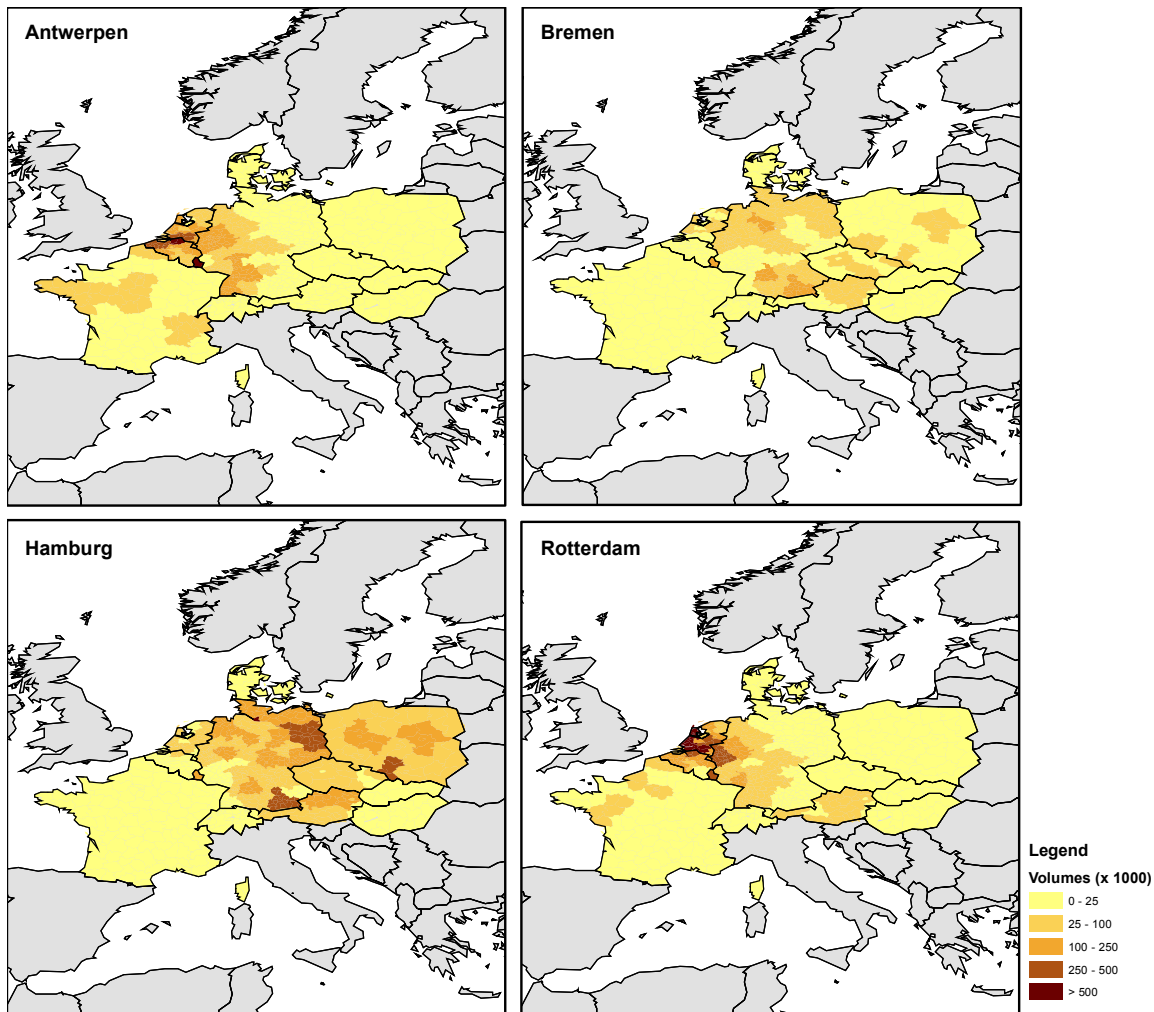 Antwerpen
Bremen
Hamburg
Rotterdam
Legend
Volumes (x 1000)
0 - 25
25 - 100
100 - 250
250 - 500
> 500